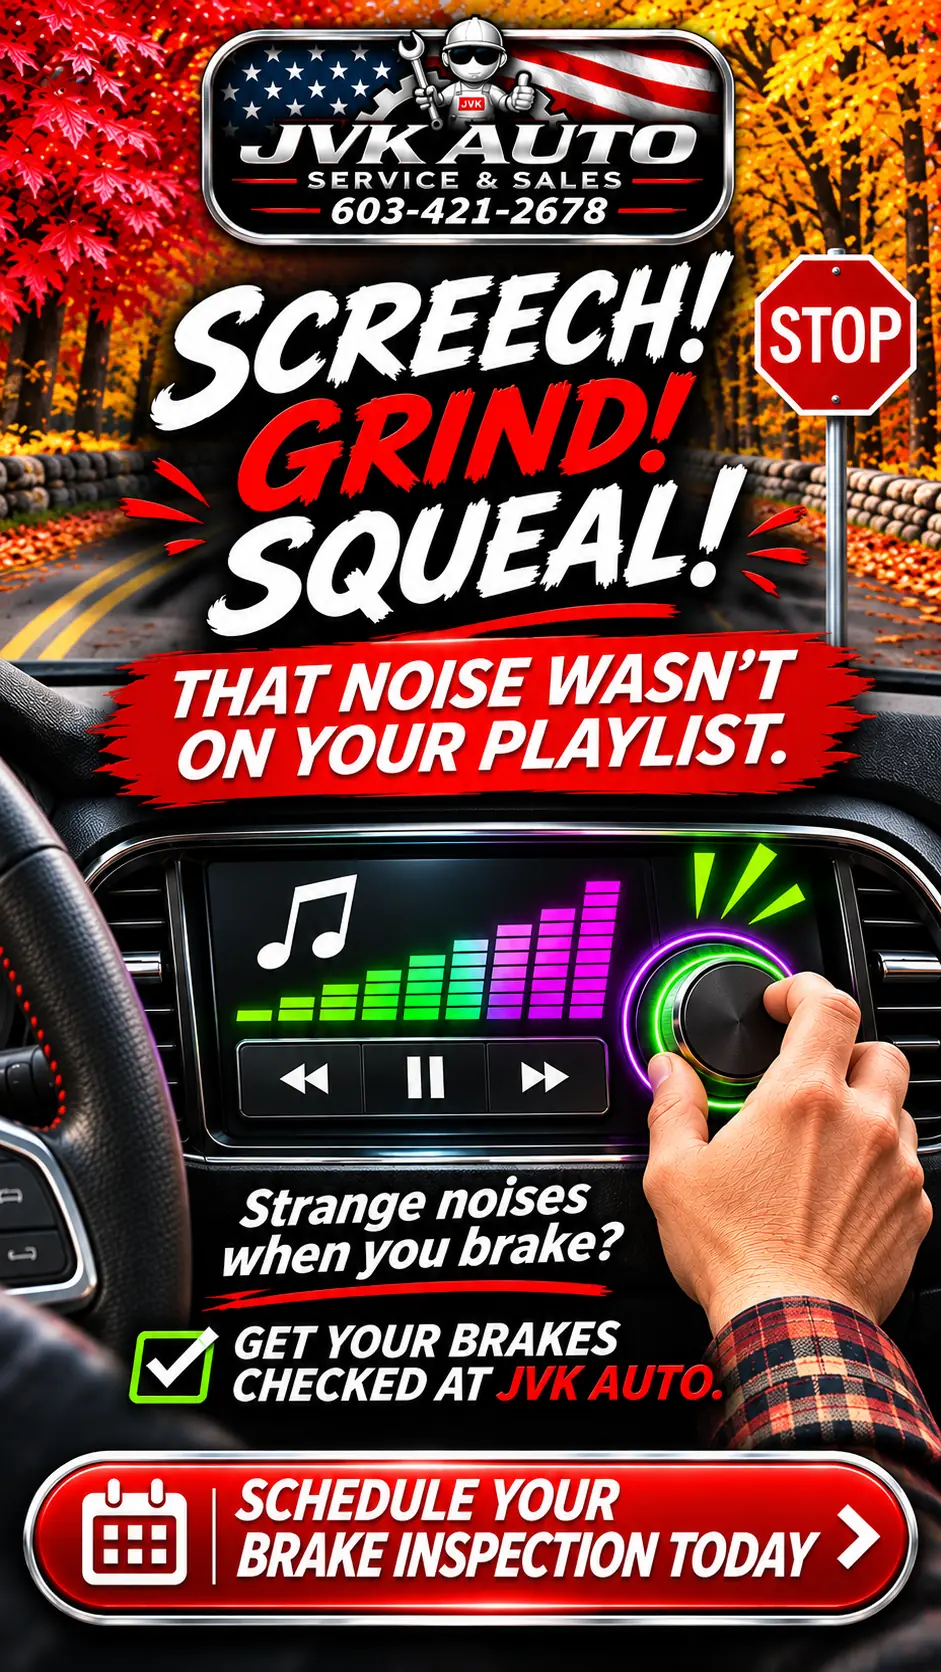 JVK
JVK AUTO
SERVICE & SALES
603-421-2678
SCREECH!
GRIND!
SQUEAL!
STOP
THAT NOISE WASN'T
ON YOUR PLAYLIST.
Strange noises
when you brake?
GET YOUR BRAKES
CHECKED AT JVK AUTO.
SCHEDULE YOUR
BRAKE INSPECTION TODAY